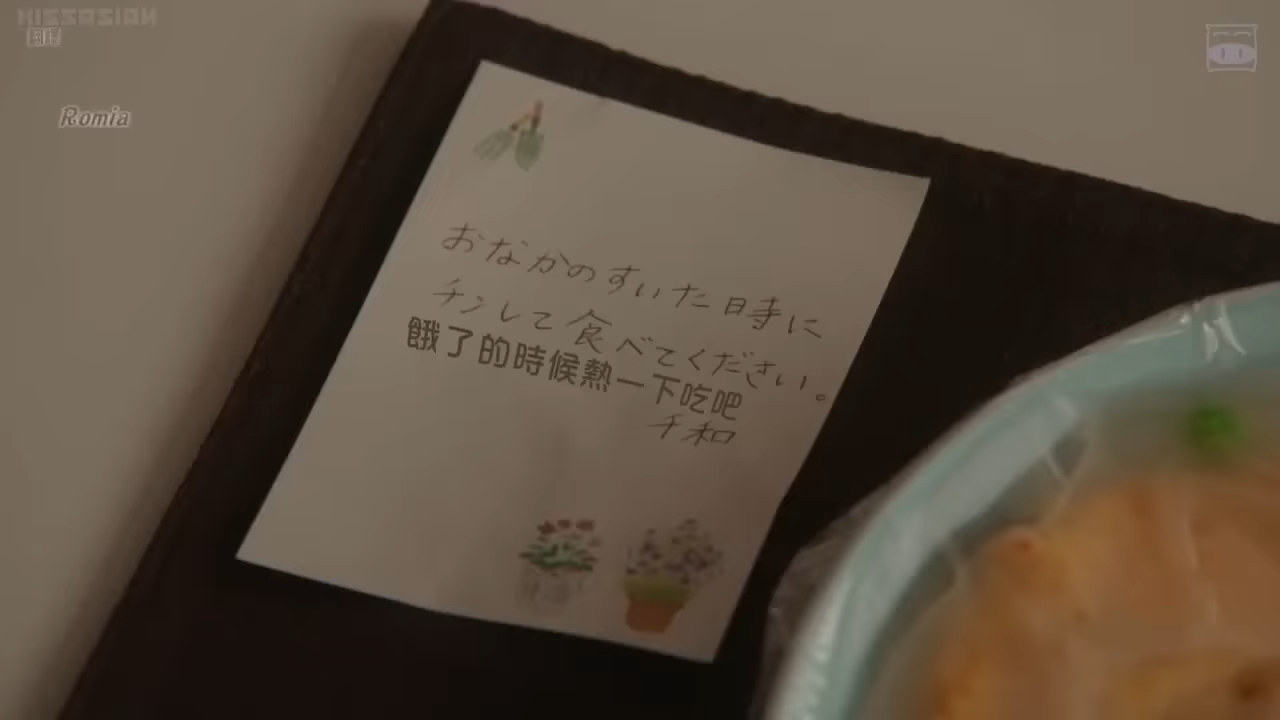 Romia
おなかのすいた時に
チンして食べてください。
餓了的時候熱一下吃吧
千和